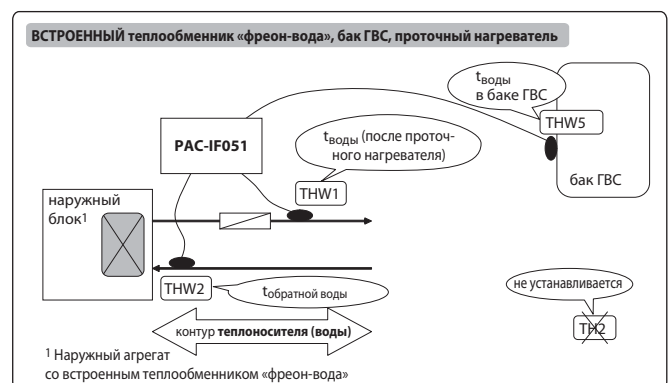 ВСТРОЕННЫЙ теплообменник «фреон-вода», бак ГВС, проточный нагреватель
tводы
в баке ГВС
THW5
PAC-IF051
tводы (после проточ-
ного нагревателя)
THW1
бак ГВС
наружный
блок1
THW2
tобратной воды
не устанавливается
TH2
контур теплоносителя (воды)
1 Наружный агрегат
со встроенным теплообменником «фреон-вода»